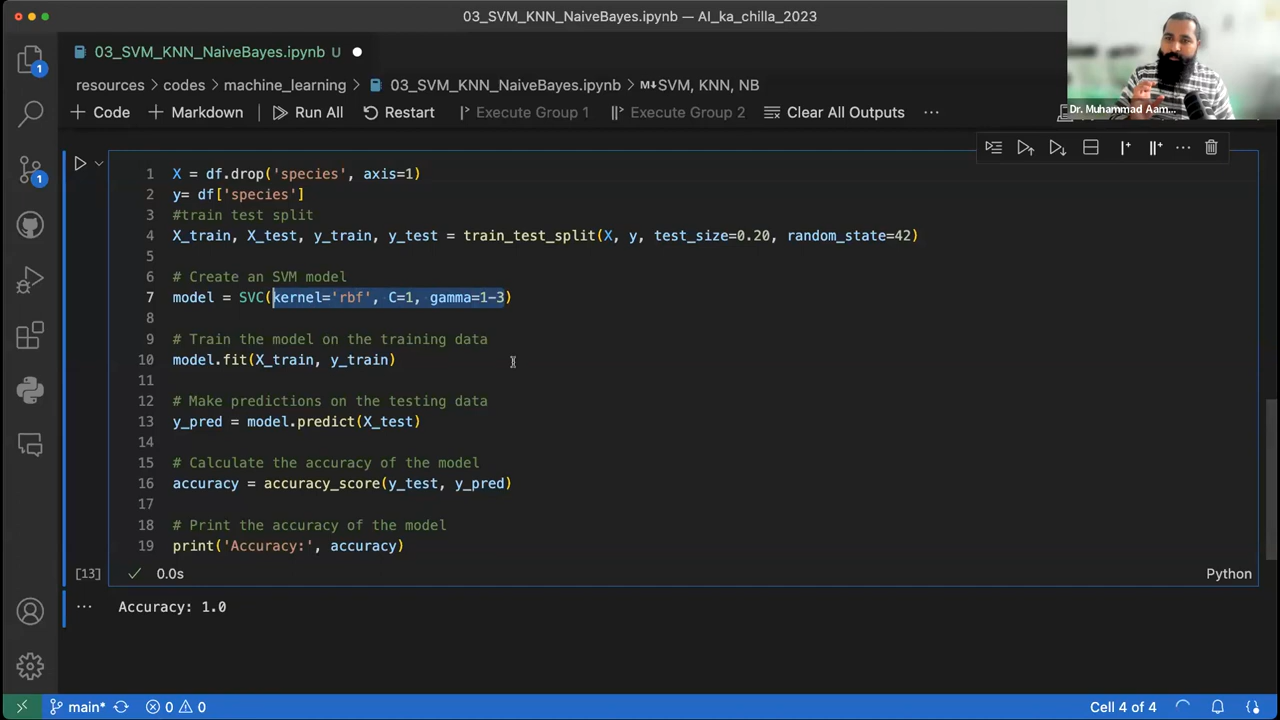 03_SVM_KNN_NaiveBayes.ipynb — AI_ka_chilla_2023
03_SVM_KNN_NaiveBayes.ipynb U
Dr. Muhammad Aam...
resources > codes > machine_learning > 03_SVM_KNN_NaiveBayes.ipynb > M↓SVM, KNN, NB
+ Code + Markdown Run All Restart Execute Group 1 Execute Group 2 Clear All Outputs ...
1
1
1 X = df.drop('species', axis=1)
2 y= df['species']
3 #train test split
4 X_train, X_test, y_train, y_test = train_test_split(X, y, test_size=0.20, random_state=42)
5
6 # Create an SVM model
7 model = SVC(kernel='rbf', C=1, gamma=1-3)
8
9 # Train the model on the training data
10 model.fit(X_train, y_train)
11
12 # Make predictions on the testing data
13 y_pred = model.predict(X_test)
14
15 # Calculate the accuracy of the model
16 accuracy = accuracy_score(y_test, y_pred)
17
18 # Print the accuracy of the model
19 print('Accuracy:', accuracy)
[13] ✓ 0.0s Python
... Accuracy: 1.0
main* 0 0 Cell 4 of 4